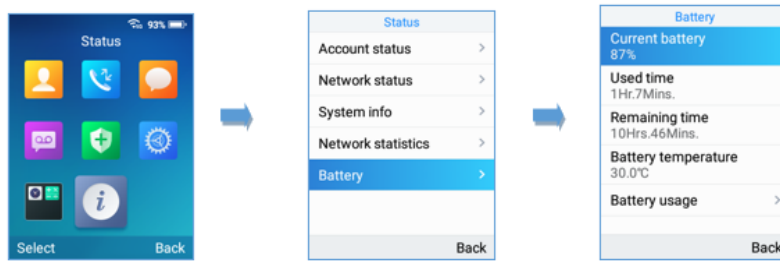 93%
Status
Select
Back
Status
Account status
Network status
System info
Network statistics
Battery
Back
Battery
Current battery
87%
Used time
1Hr.7Mins.
Remaining time
10Hrs.46Mins.
Battery temperature
30.0℃
Battery usage
Back